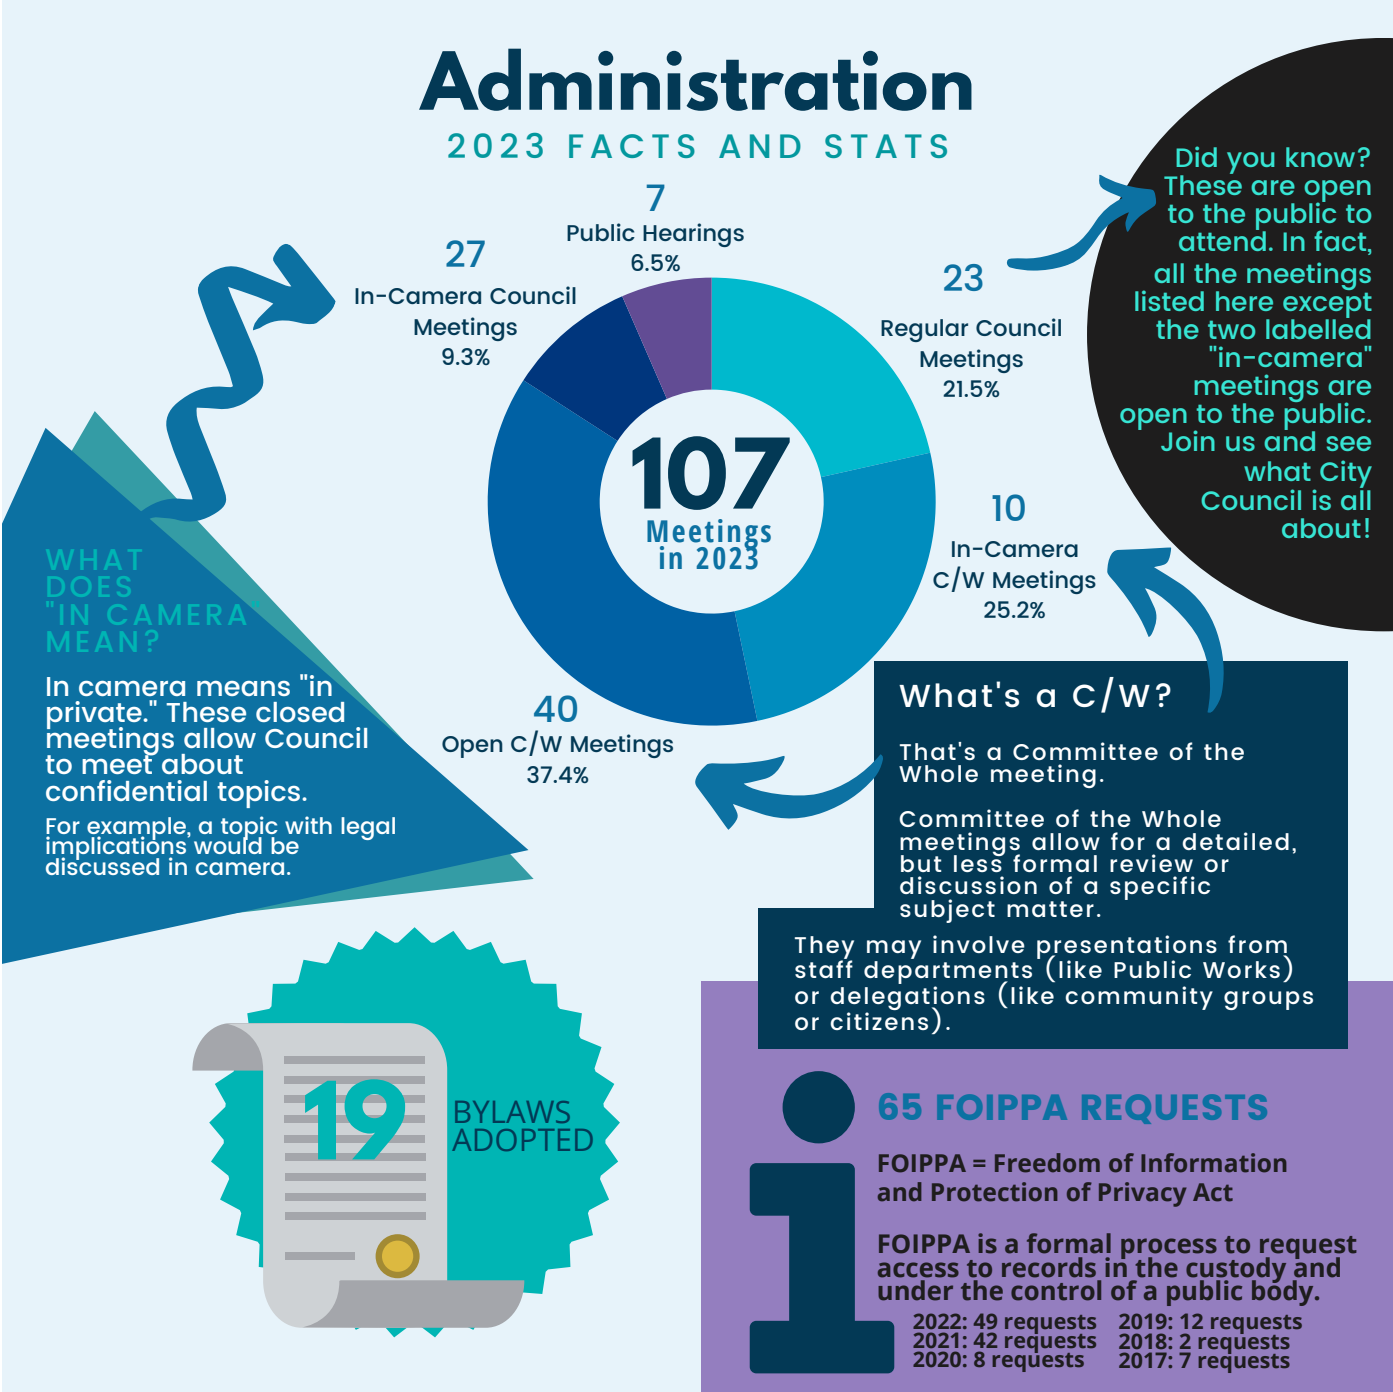 Administration
2023 FACTS AND STATS
7
Public Hearings
6.5%
27
In-Camera Council
Meetings
9.3%
23
Regular Council
Meetings
21.5%
10
In-Camera
C/W Meetings
25.2%
40
Open C/W Meetings
37.4%
107
Meetings
in 2023
Did you know?
These are open
to the public to
attend. In fact,
all the meetings
listed here except
the two labelled
"in-camera"
meetings are
open to the public.
Join us and see
what City
Council is all
about!
WHAT
DOES
"IN CAMERA"
MEAN?
In camera means "in
private." These closed
meetings allow Council
to meet about
confidential topics.
For example, a topic with legal
implications would be
discussed in camera.
What's a C/W?
That's a Committee of the
Whole meeting.
Committee of the Whole
meetings allow for a detailed,
but less formal review or
discussion of a specific
subject matter.
They may involve presentations from
staff departments (like Public Works)
or delegations (like community groups
or citizens).
19
BYLAWS
ADOPTED
65 FOIPPA REQUESTS
FOIPPA = Freedom of Information
and Protection of Privacy Act
FOIPPA is a formal process to request
access to records in the custody and
under the control of a public body.
2022: 49 requests
2021: 42 requests
2020: 8 requests
2019: 12 requests
2018: 2 requests
2017: 7 requests